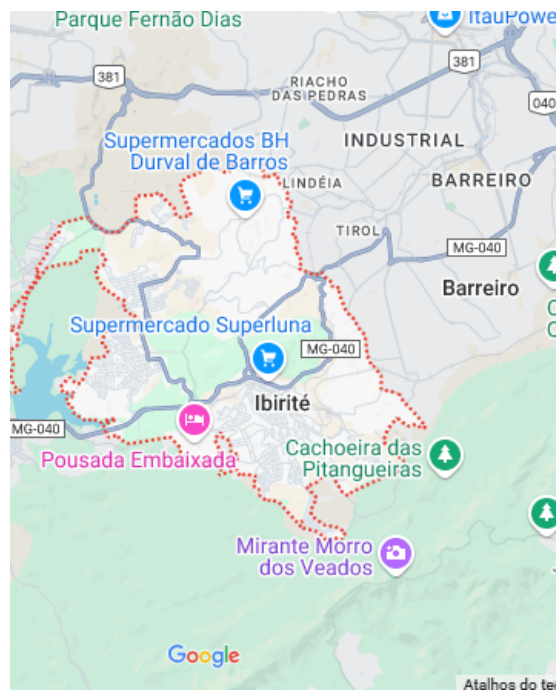 Parque Fernão Dias
ItaúPowe
381
381
RIACHO
DAS PEDRAS
040
Supermercados BH
Durval de Barros
INDUSTRIAL
LINDÉIA
BARREIRO
TIROL
MG-040
Barreiro
Supermercado Superluna
MG-040
Ibirité
MG-040
Pousada Embaixada
Cachoeira das
Pitangueiras
Mirante Morro
dos Veados
Google
Atalhos do te